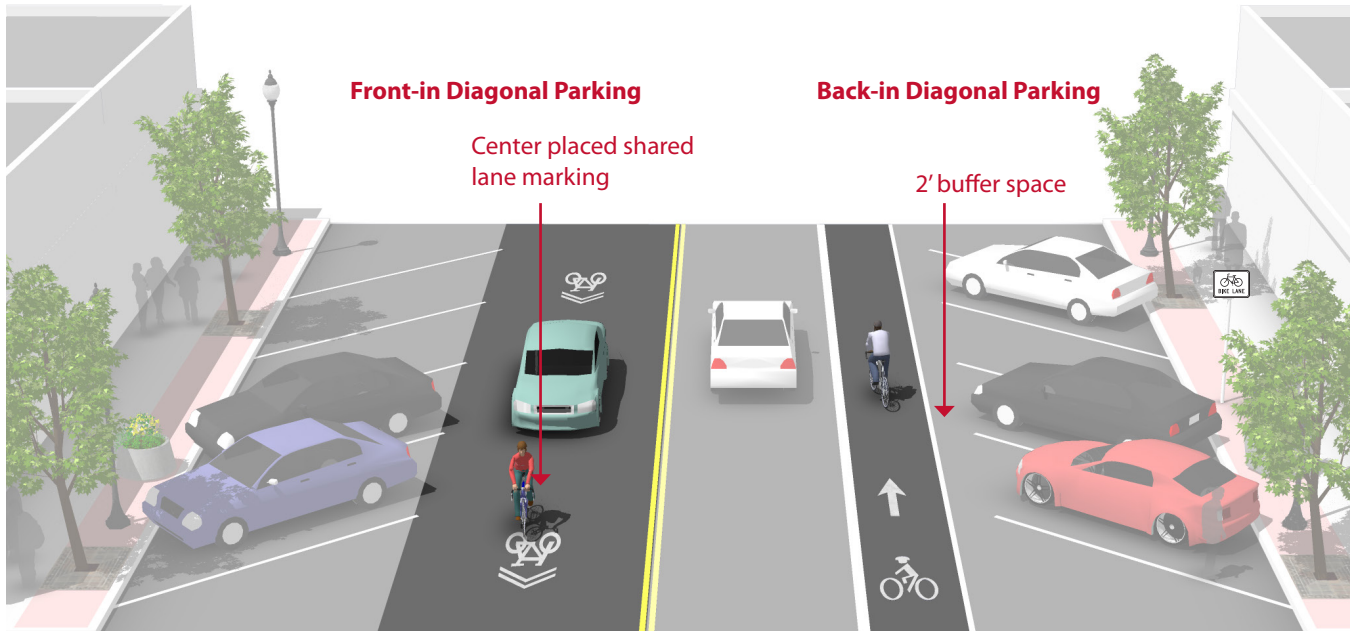 Front-in Diagonal Parking
Back-in Diagonal Parking
Center placed shared
lane marking
2' buffer space
BIKE LANE